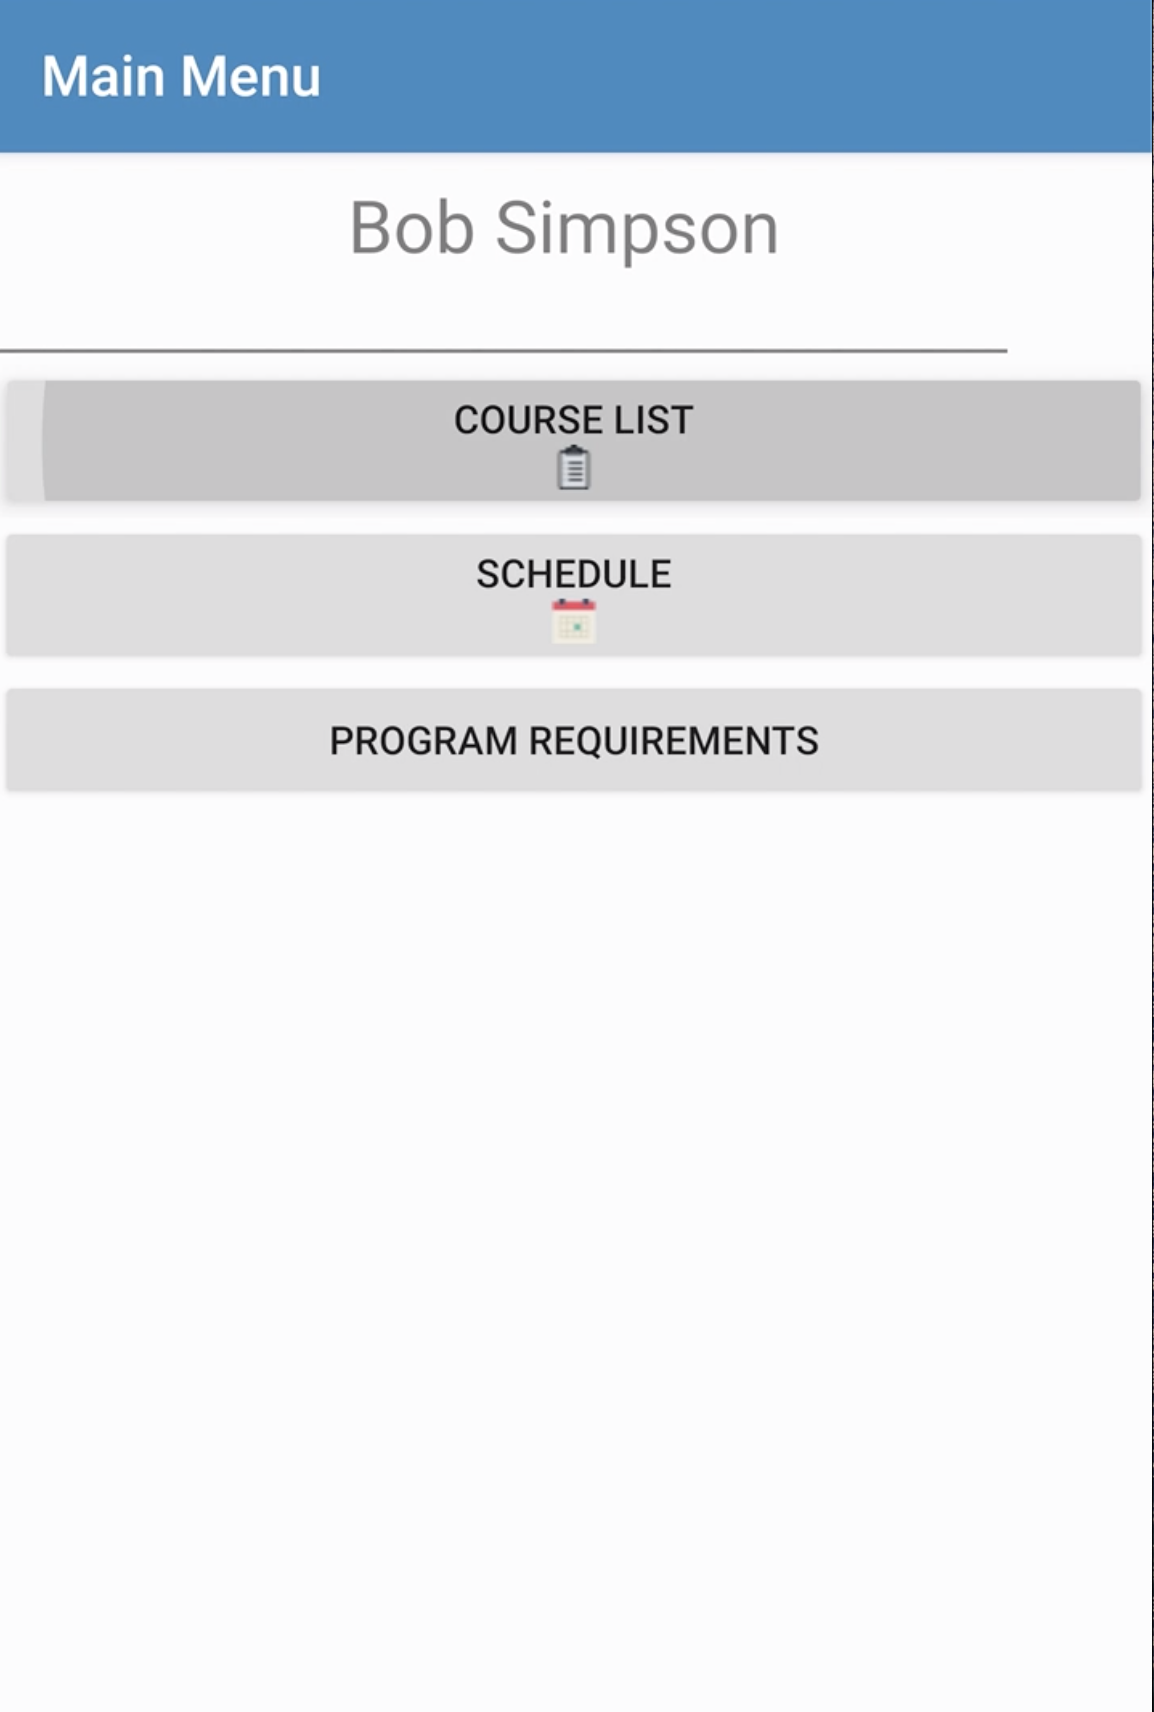 Main Menu
Bob Simpson
COURSE LIST
SCHEDULE
PROGRAM REQUIREMENTS